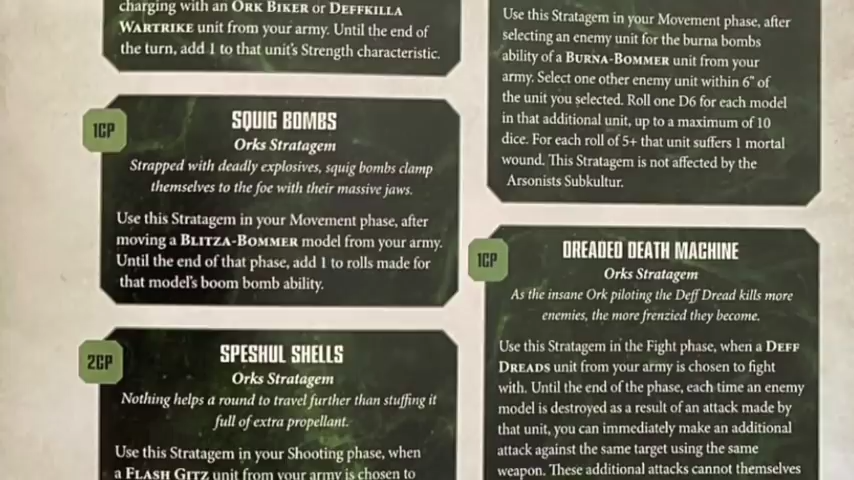 charging with an ORK BIKER or DEFFKILLA
WARTRIKE unit from your army. Until the end of
the turn, add 1 to that unit's Strength characteristic.
1CP
SQUIG BOMBS
Orks Stratagem
Strapped with deadly explosives, squig bombs clamp
themselves to the foe with their massive jaws.
Use this Stratagem in your Movement phase, after
moving a BLITZA-BOMMER model from your army.
Until the end of that phase, add 1 to rolls made for
that model's boom bomb ability.
2CP
SPESHUL SHELLS
Orks Stratagem
Nothing helps a round to travel further than stuffing it
full of extra propellant.
Use this Stratagem in your Shooting phase, when
a FLASH GITZ unit from your army is chosen to
Use this Stratagem in your Movement phase, after
selecting an enemy unit for the burna bombs
ability of a BURNA-BOMMER unit from your
army. Select one other enemy unit within 6" of
the unit you selected. Roll one D6 for each model
in that additional unit, up to a maximum of 10
dice. For each roll of 5+ that unit suffers 1 mortal
wound. This Stratagem is not affected by the
Arsonists Subkultur.
1CP
DREADED DEATH MACHINE
Orks Stratagem
As the insane Ork piloting the Deff Dread kills more
enemies, the more frenzied they become.
Use this Stratagem in the Fight phase, when a DEFF
DREADS unit from your army is chosen to fight
with. Until the end of the phase, each time an enemy
model is destroyed as a result of an attack made by
that unit, you can immediately make an additional
attack against the same target using the same
weapon. These additional attacks cannot themselves